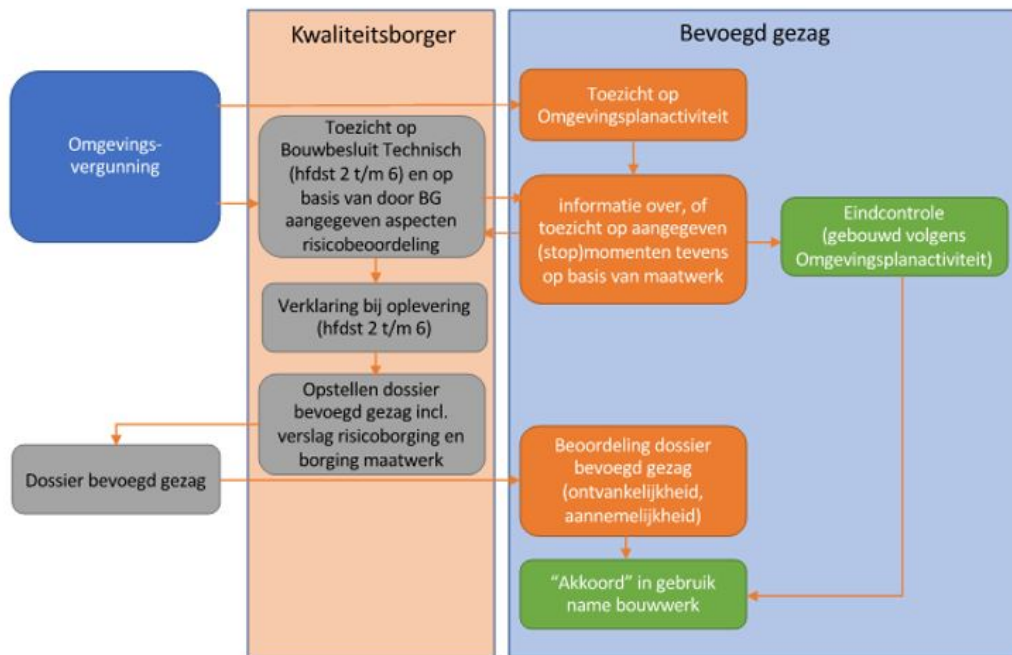 Kwaliteitsborger
Bevoegd gezag
Omgevings-
vergunning
Toezicht op
Omgevingsplanactiviteit
Toezicht op
Bouwbesluit Technisch
(hfdst 2 t/m 6) en op
basis van door BG
aangegeven aspecten
risicobeoordeling
informatie over, of
toezicht op aangegeven
(stop)momenten tevens
op basis van maatwerk
Eindcontrole
(gebouwd volgens
Omgevingsplanactiviteit)
Verklaring bij oplevering
(hfdst 2 t/m 6)
Opstellen dossier
bevoegd gezag incl.
verslag risicoborging en
borging maatwerk
Dossier bevoegd gezag
Beoordeling dossier
bevoegd gezag
(ontvankelijkheid,
aannemelijkheid)
“Akkoord” in gebruik
name bouwwerk